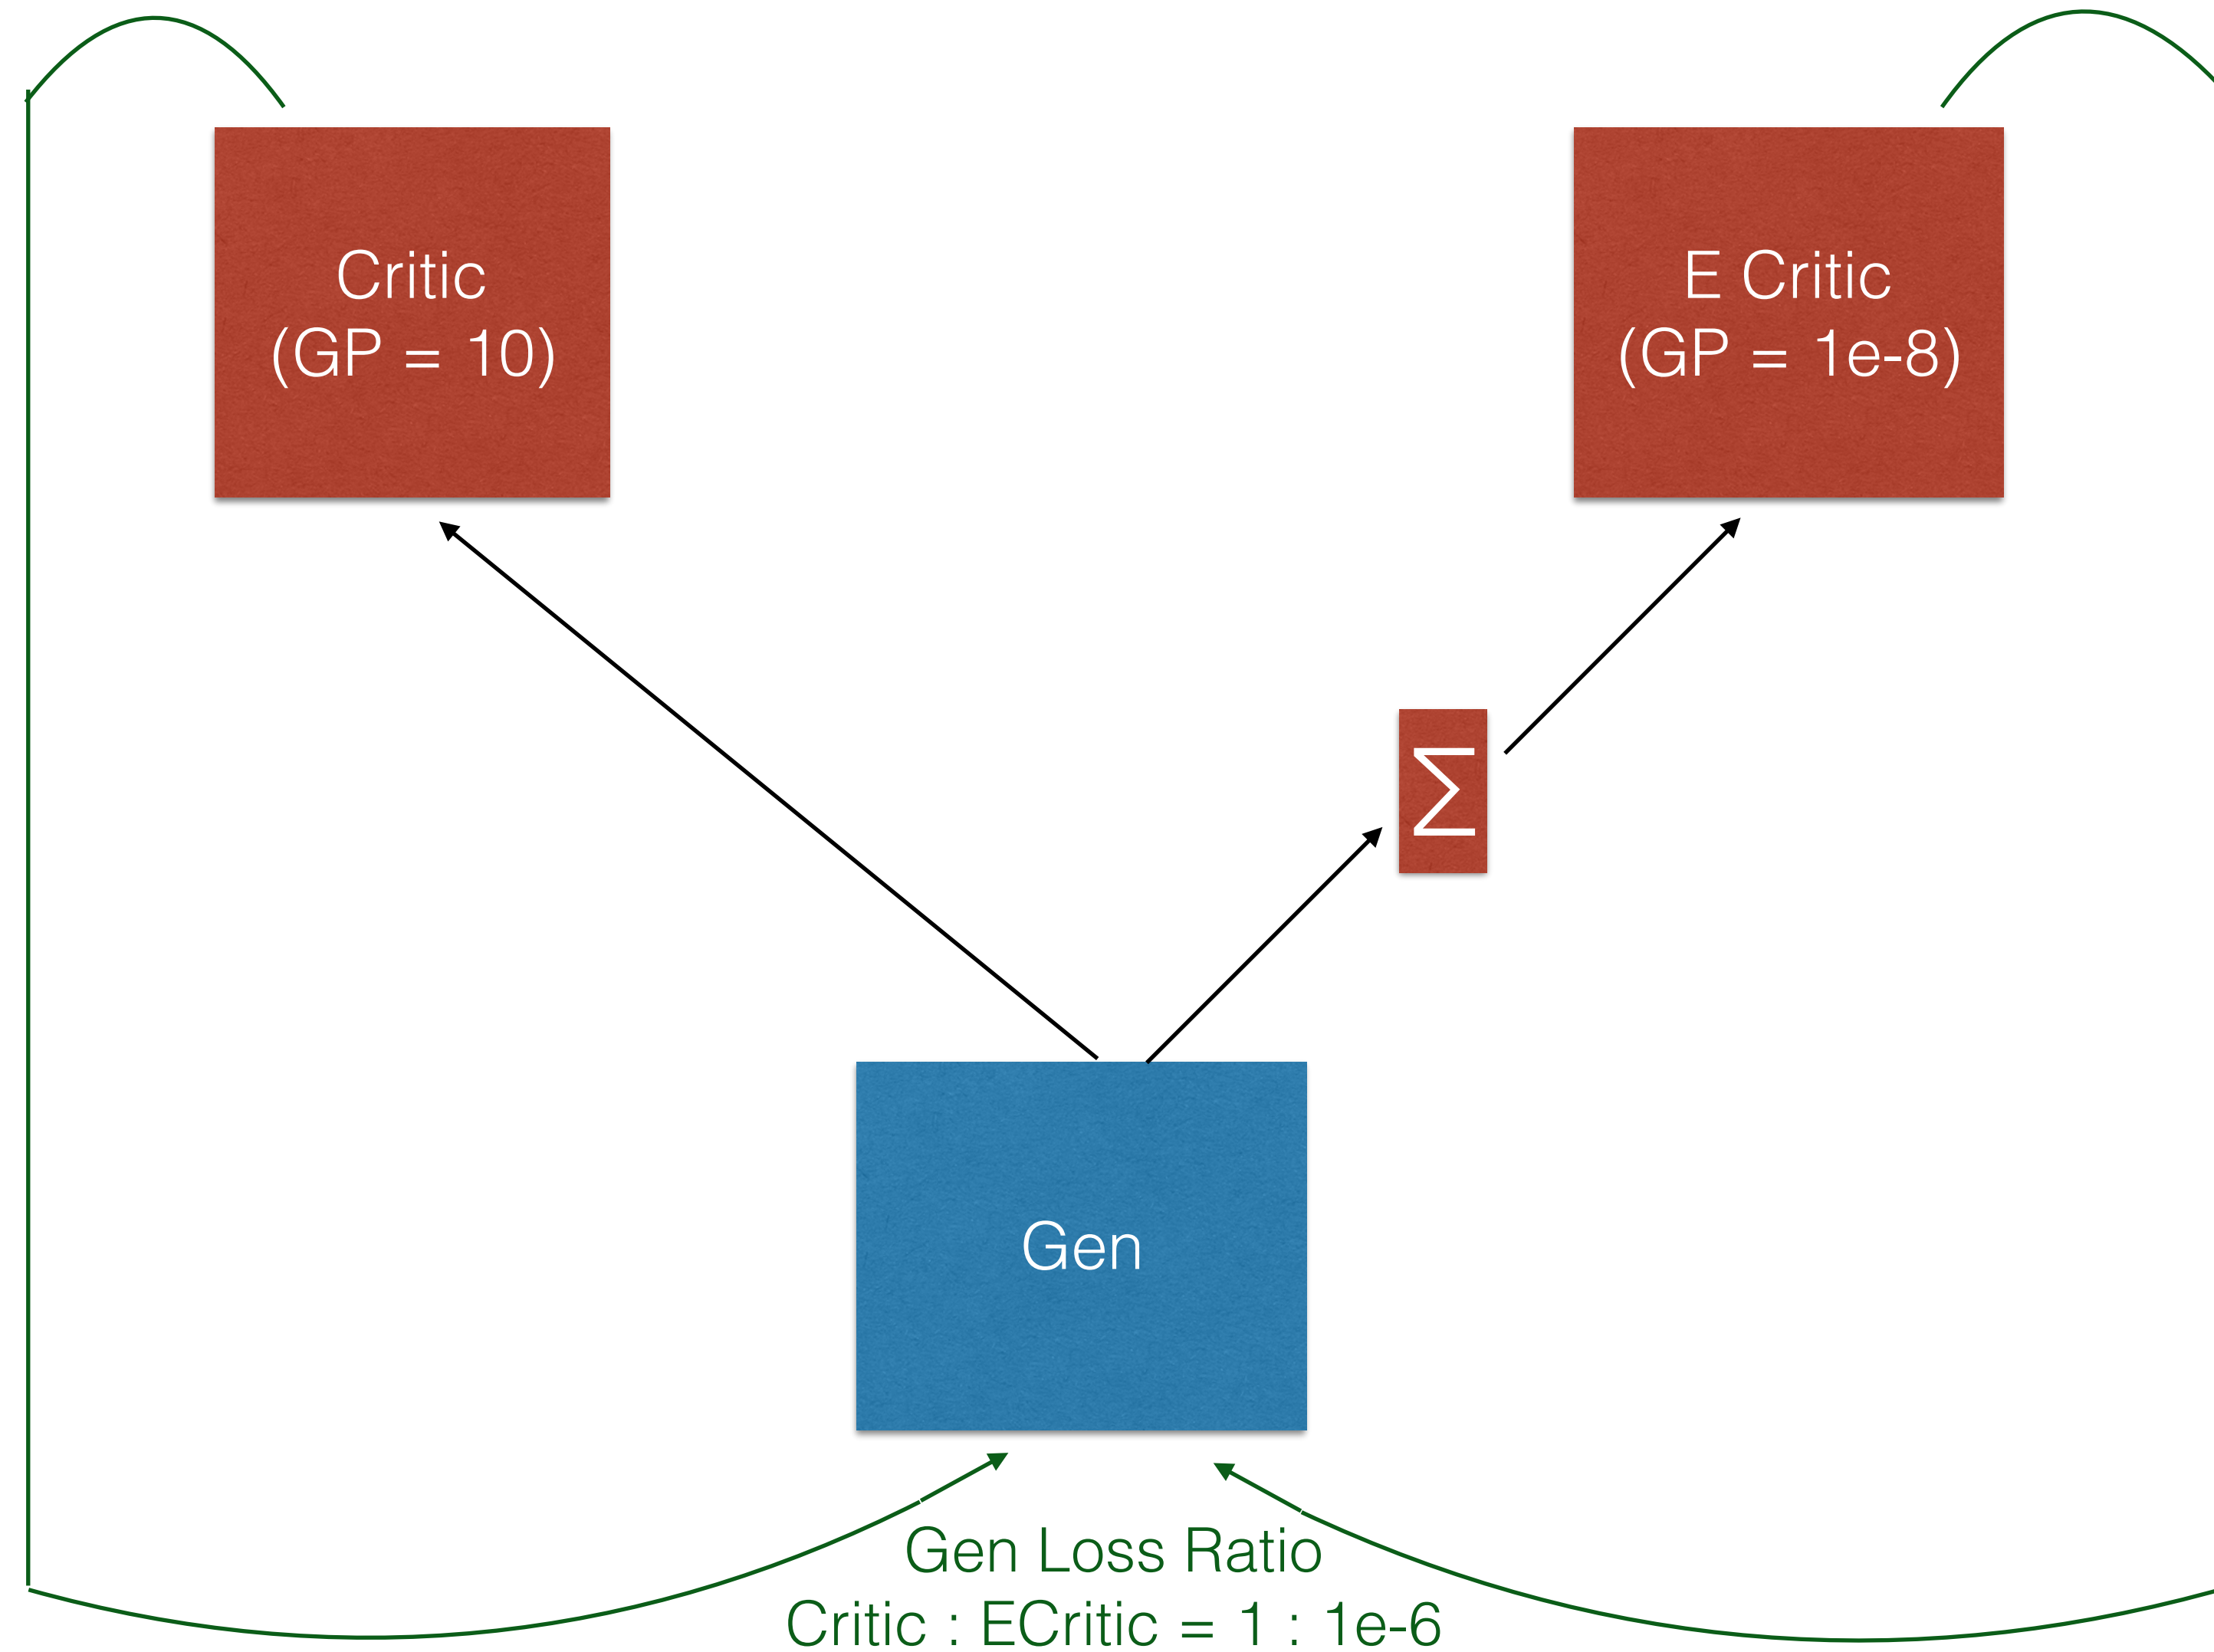 Critic
(GP = 10)
E Critic
(GP = 1e-8)
∑
Gen
Gen Loss Ratio
Critic : ECritic = 1 : 1e-6